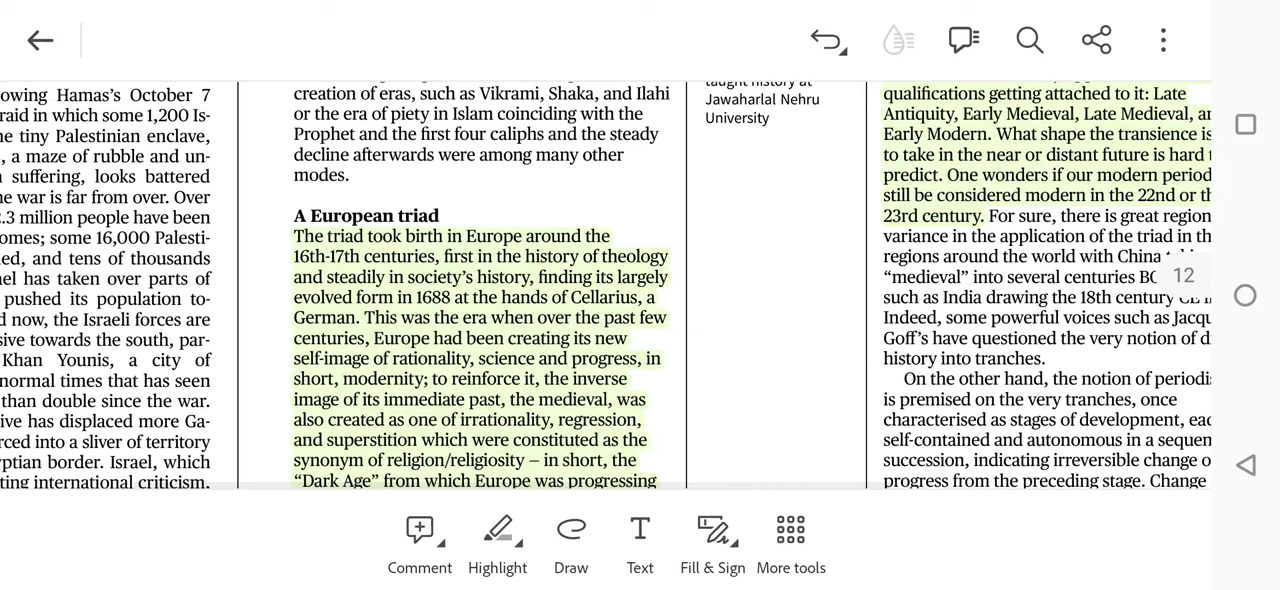 owing Hamas's October 7
raid in which some 1,200 Is-
e tiny Palestinian enclave,
, a maze of rubble and un-
suffering, looks battered
e war is far from over. Over
2.3 million people have been
omes; some 16,000 Palesti-
ed, and tens of thousands
el has taken over parts of
pushed its population to-
d now, the Israeli forces are
sive towards the south, par-
Khan Younis, a city of
normal times that has seen
than double since the war.
ive has displaced more Ga-
rced into a sliver of territory
yptian border. Israel, which
ting international criticism,
creation of eras, such as Vikrami, Shaka, and Ilahi
or the era of piety in Islam coinciding with the
Prophet and the first four caliphs and the steady
decline afterwards were among many other
modes.
A European triad
The triad took birth in Europe around the
16th-17th centuries, first in the history of theology
and steadily in society's history, finding its largely
evolved form in 1688 at the hands of Cellarius, a
German. This was the era when over the past few
centuries, Europe had been creating its new
self-image of rationality, science and progress, in
short, modernity; to reinforce it, the inverse
image of its immediate past, the medieval, was
also created as one of irrationality, regression,
and superstition which were constituted as the
synonym of religion/religiosity – in short, the
“Dark Age” from which Europe was progressing
taught history at
Jawaharlal Nehru
University
qualifications getting attached to it: Late
Antiquity, Early Medieval, Late Medieval, an
Early Modern. What shape the transience is
to take in the near or distant future is hard t
predict. One wonders if our modern period
still be considered modern in the 22nd or th
23rd century. For sure, there is great region
variance in the application of the triad in th
regions around the world with China
“medieval” into several centuries BC
such as India drawing the 18th century CE
Indeed, some powerful voices such as Jacqu
Goff's have questioned the very notion of d
history into tranches.
On the other hand, the notion of periodis
is premised on the very tranches, once
characterised as stages of development, eac
self-contained and autonomous in a sequen
succession, indicating irreversible change o
progress from the preceding stage. Change
12
Comment
Highlight
Draw
T
Text
Fill & Sign
More tools